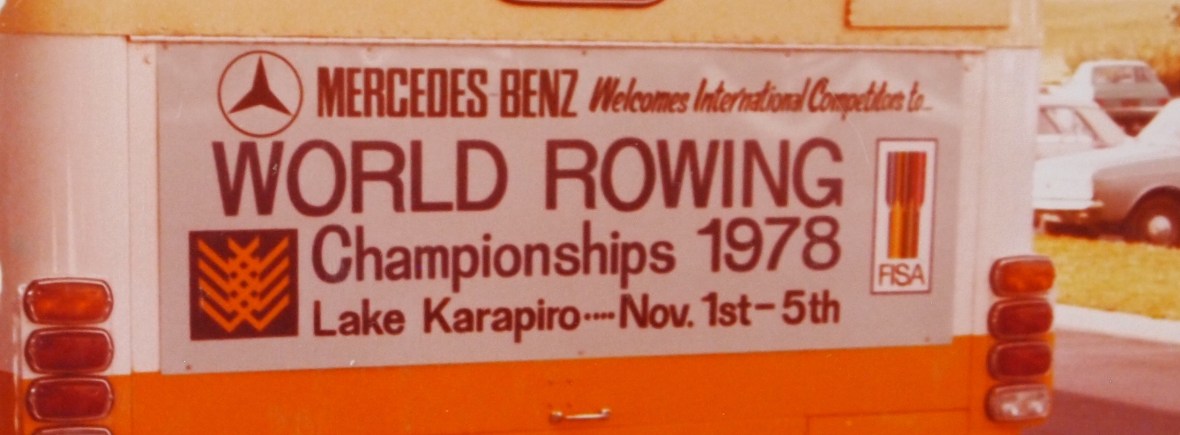 MERCEDES-BENZ Welcomes International Competitors to...
WORLD ROWING
Championships 1978
Lake Karapiro····Nov. 1st-5th
FISA